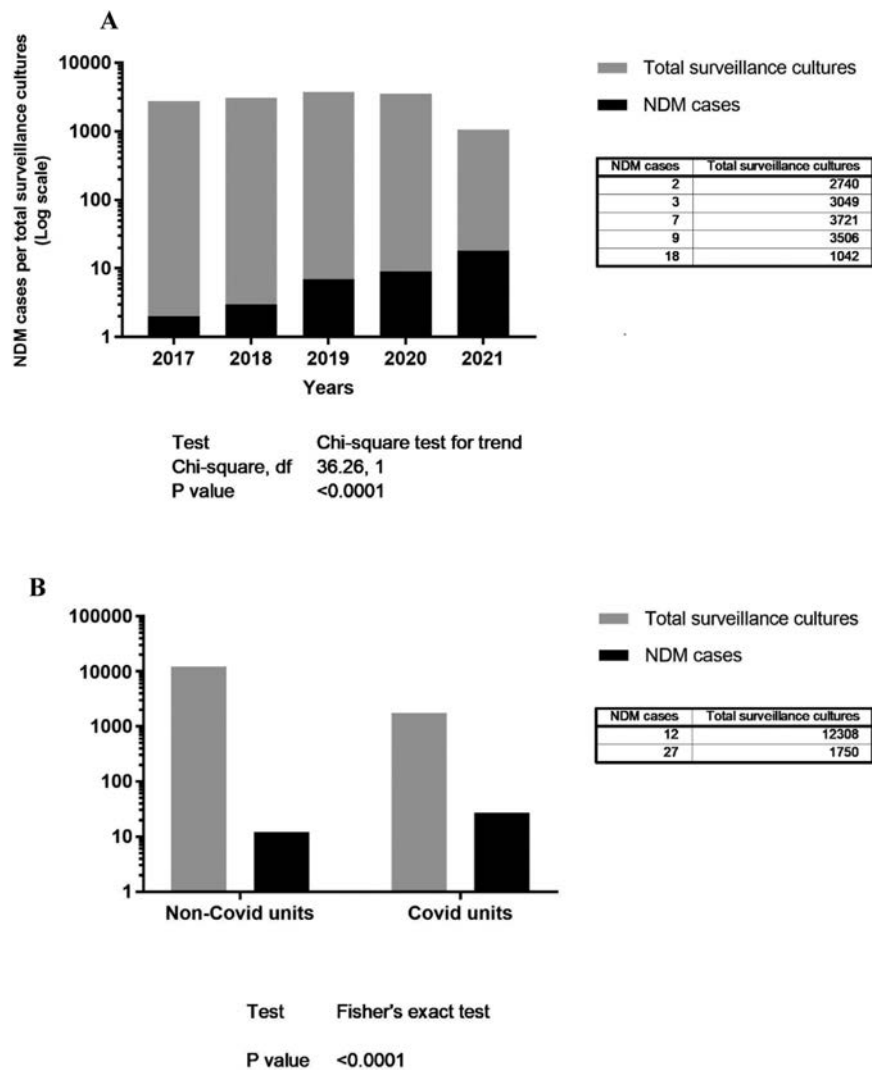 A
NDM cases per total surveillance cultures
(Log scale)
10000
1000
100
10
1
2017 2018 2019 2020 2021
Years
Total surveillance cultures
NDM cases
NDM cases Total surveillance cultures
2 2740
3 3049
7 3721
9 3506
18 1042
Test Chi-square test for trend
Chi-square, df 36.26, 1
P value <0.0001
B
100000
10000
1000
100
10
1
Non-Covid units Covid units
Total surveillance cultures
NDM cases
NDM cases Total surveillance cultures
12 12308
27 1750
Test Fisher's exact test
P value <0.0001